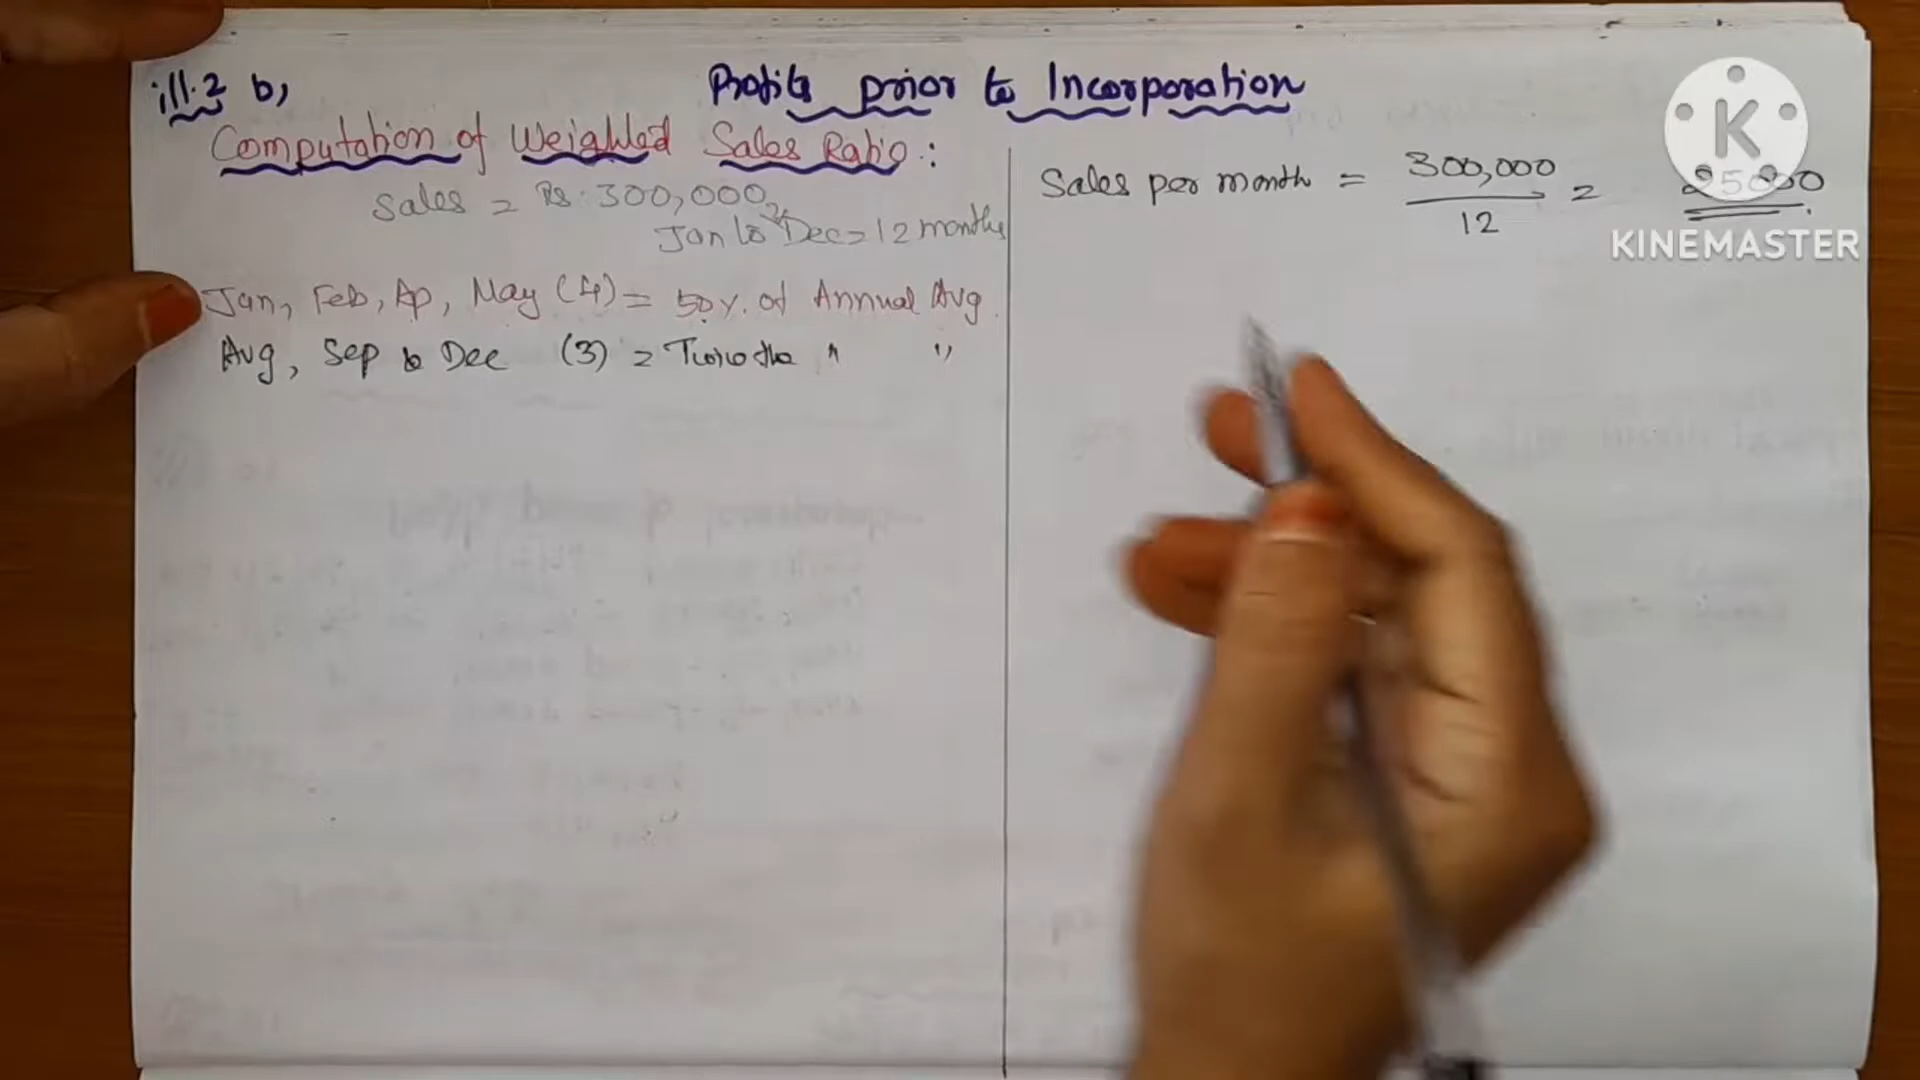 ill.2 b,
Profits prior to Incorporation
Computation of Weighted Sales Ratio :
Sales = Rs. 300,000,
Jan to Dec = 12 months
Jan, Feb, Ap, May (4) = 50%. of Annual Avg.
Aug, Sep & Dec (3) = Twice the " "
Sales per month = 300,000
12
= 25000
K
KINEMASTER